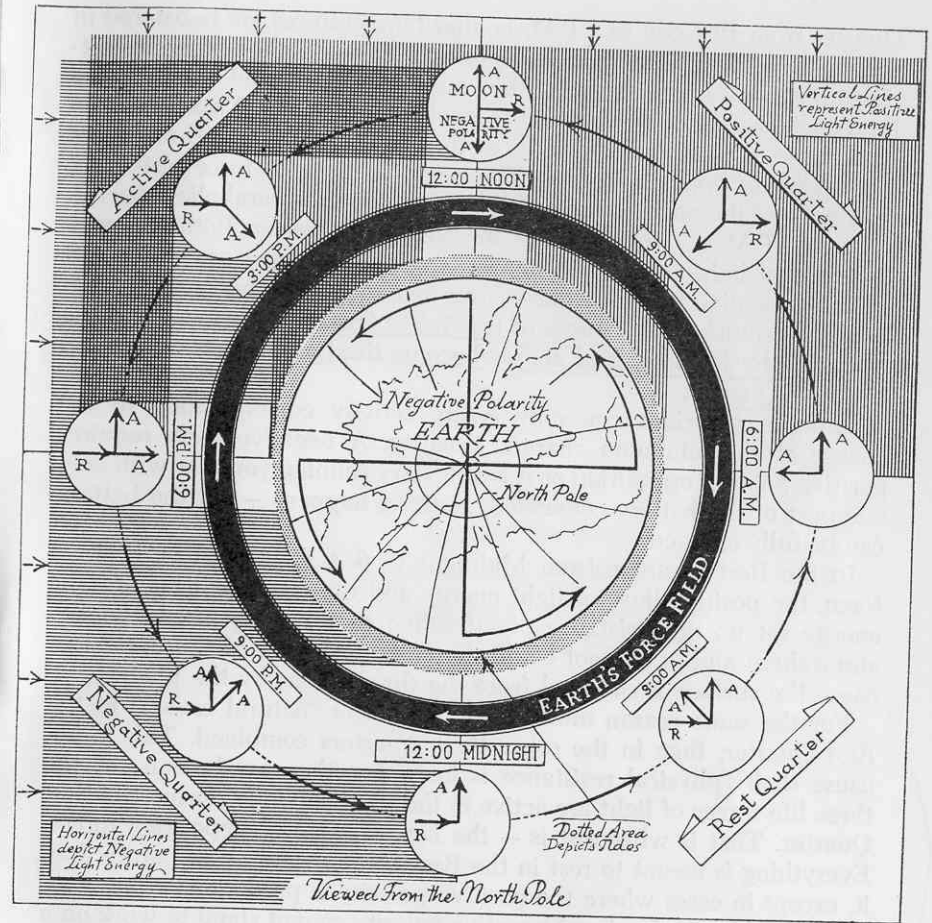 A
MOON
R
NEGATIVE
POLARITY
A
12:00 NOON
Active Quarter
Positive Quarter
Vertical Lines
represent Positive
Light Energy
A
R
A
3:00 P.M.
A
A
R
9:00 A.M.
Negative Polarity
EARTH
North Pole
A
R
A
6:00 P.M.
A
A
6:00 A.M.
9:00 P.M.
A
A
R
EARTH'S FORCE FIELD
3:00 A.M.
A
A
R
Negative Quarter
Rest Quarter
12:00 MIDNIGHT
A
R
Horizontal Lines
depict Negative
Light Energy
Dotted Area
Depicts Tides
Viewed From the North Pole